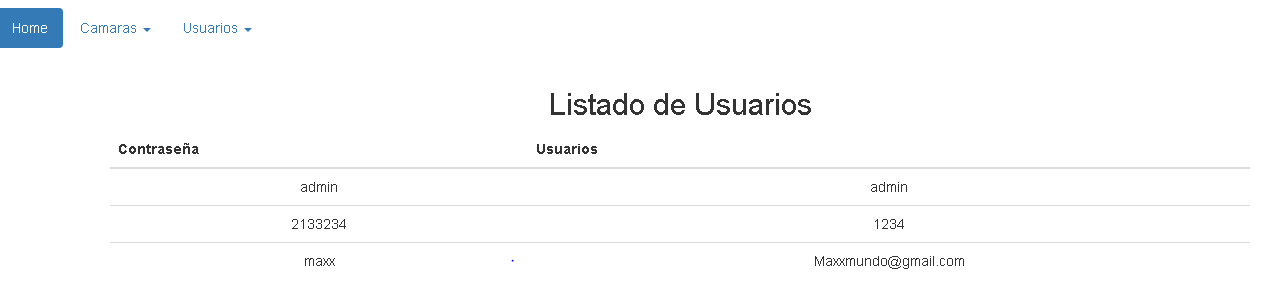 Home Camaras Usuarios
Listado de Usuarios
Contraseña Usuarios
admin admin
2133234 1234
maxx Maxxmundo@gmail.com